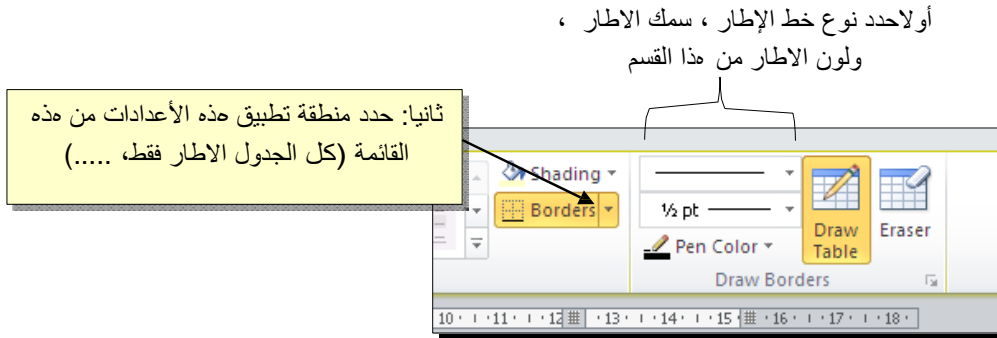 أولاحدد نوع خط الإطار ، سمك الاطار ،
ولون الاطار من هذا القسم
ثانيا: حدد منطقة تطبيق هذه الأعدادات من هذه
القائمة (كل الجدول الاطار فقط، .....)
Shading
Borders
½ pt
Pen Color
Draw Table
Eraser
Draw Borders
10 11 12 13 14 15 16 17 18